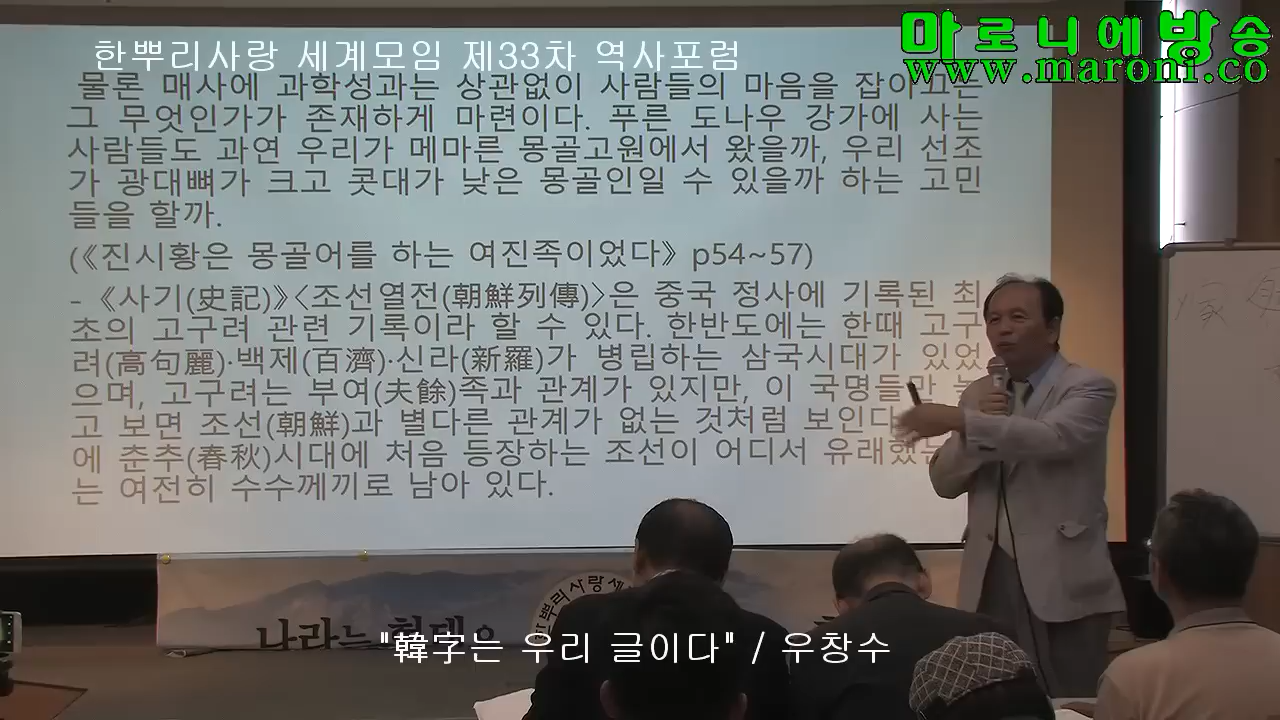 한뿌리사랑 세계모임 제33차 역사포럼
마로니에방송
www.maroni.co
물론 매사에 과학성과는 상관없이 사람들의 마음을 잡아끄는
그 무엇인가가 존재하게 마련이다. 푸른 도나우 강가에 사는
사람들도 과연 우리가 메마른 몽골고원에서 왔을까, 우리 선조
가 광대뼈가 크고 콧대가 낮은 몽골인일 수 있을까 하는 고민
들을 할까.
(《진시황은 몽골어를 하는 여진족이었다》 p54~57)
- 《사기(史記)》〈조선열전(朝鮮列傳)〉은 중국 정사에 기록된 최
초의 고구려 관련 기록이라 할 수 있다. 한반도에는 한때 고구
려(高句麗)·백제(百濟)·신라(新羅)가 병립하는 삼국시대가 있었
으며, 고구려는 부여(夫餘)족과 관계가 있지만, 이 국명들만
고 보면 조선(朝鮮)과 별다른 관계가 없는 것처럼 보인다
에 춘추(春秋)시대에 처음 등장하는 조선이 어디서 유래했
는 여전히 수수께끼로 남아 있다.
한뿌리사랑세
나라는
"韓字는 우리 글이다" / 우창수